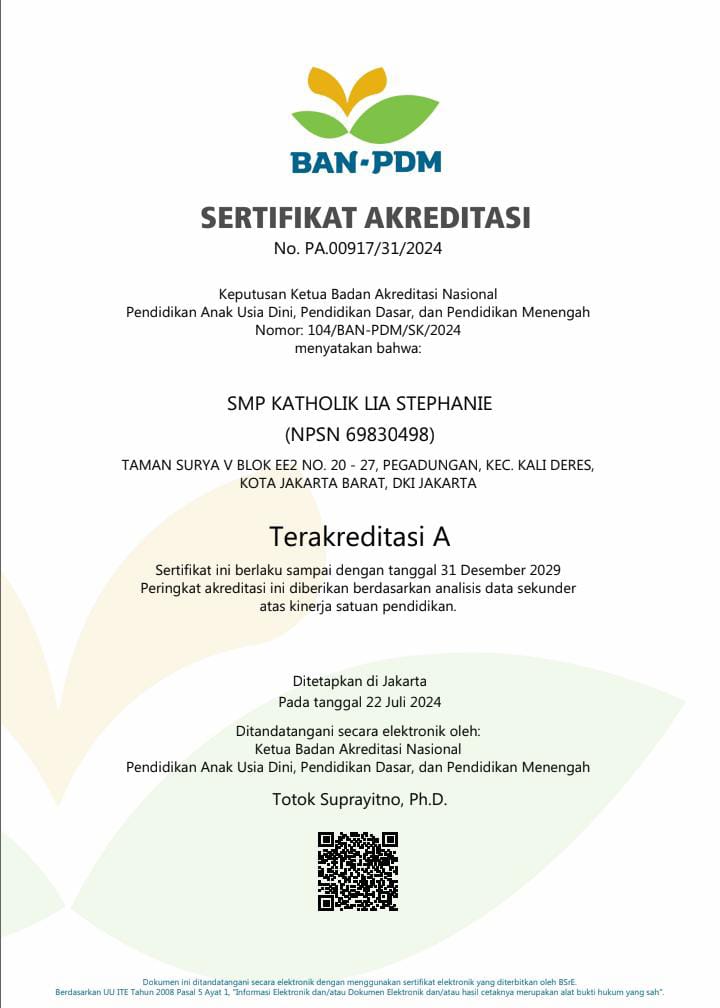 BAN-PDM
SERTIFIKAT AKREDITASI
No. PA.00917/31/2024
Keputusan Ketua Badan Akreditasi Nasional
Pendidikan Anak Usia Dini, Pendidikan Dasar, dan Pendidikan Menengah
Nomor: 104/BAN-PDM/SK/2024
menyatakan bahwa:
SMP KATHOLIK LIA STEPHANIE
(NPSN 69830498)
TAMAN SURYA V BLOK EE2 NO. 20 - 27, PEGADUNGAN, KEC. KALI DERES,
KOTA JAKARTA BARAT, DKI JAKARTA
Terakreditasi A
Sertifikat ini berlaku sampai dengan tanggal 31 Desember 2029
Peringkat akreditasi ini diberikan berdasarkan analisis data sekunder
atas kinerja satuan pendidikan.
Ditetapkan di Jakarta
Pada tanggal 22 Juli 2024
Ditandatangani secara elektronik oleh:
Ketua Badan Akreditasi Nasional
Pendidikan Anak Usia Dini, Pendidikan Dasar, dan Pendidikan Menengah
Totok Suprayitno, Ph.D.
Dokumen ini ditandatangani secara elektronik dengan menggunakan sertifikat elektronik yang diterbitkan oleh BSrE.
Berdasarkan UU ITE Tahun 2008 Pasal 5 Ayat 1, "Informasi Elektronik dan/atau Dokumen Elektronik dan/atau hasil cetaknya merupakan alat bukti hukum yang sah".